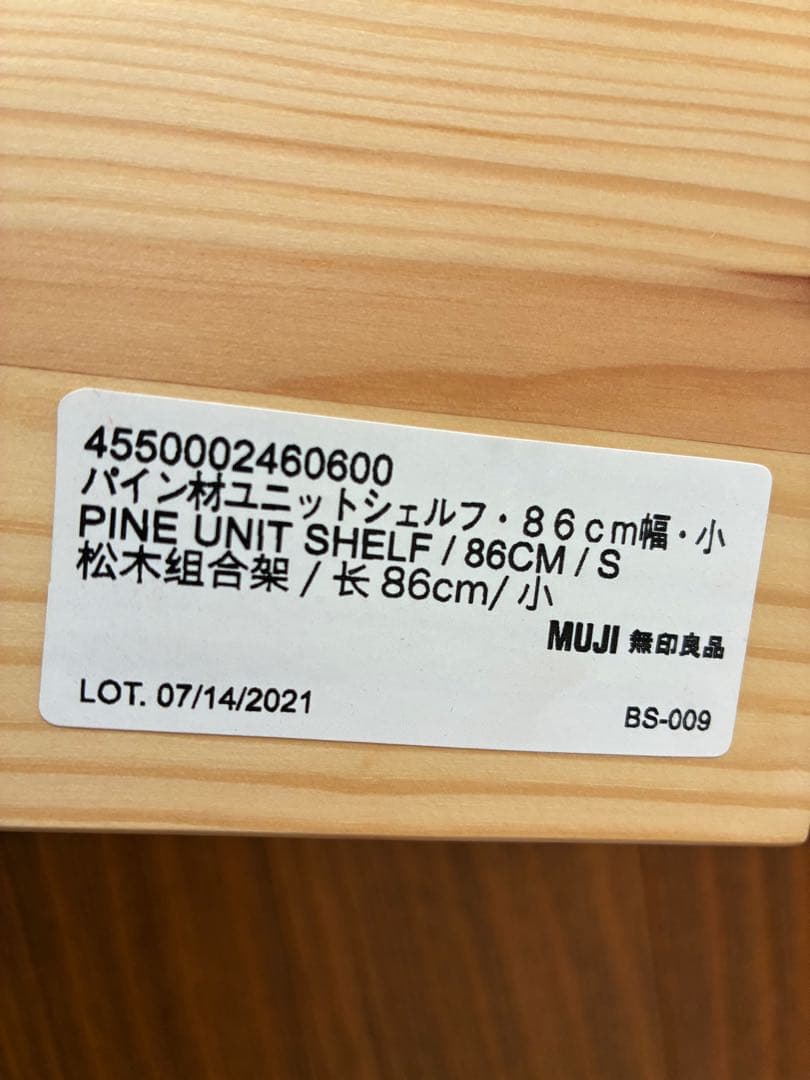 4550002460600
パイン材ユニットシェルフ・８６ｃｍ幅・小
PINE UNIT SHELF / 86CM / S
松木组合架 / 长 86cm/ 小
MUJI 無印良品
LOT. 07/14/2021
BS-009